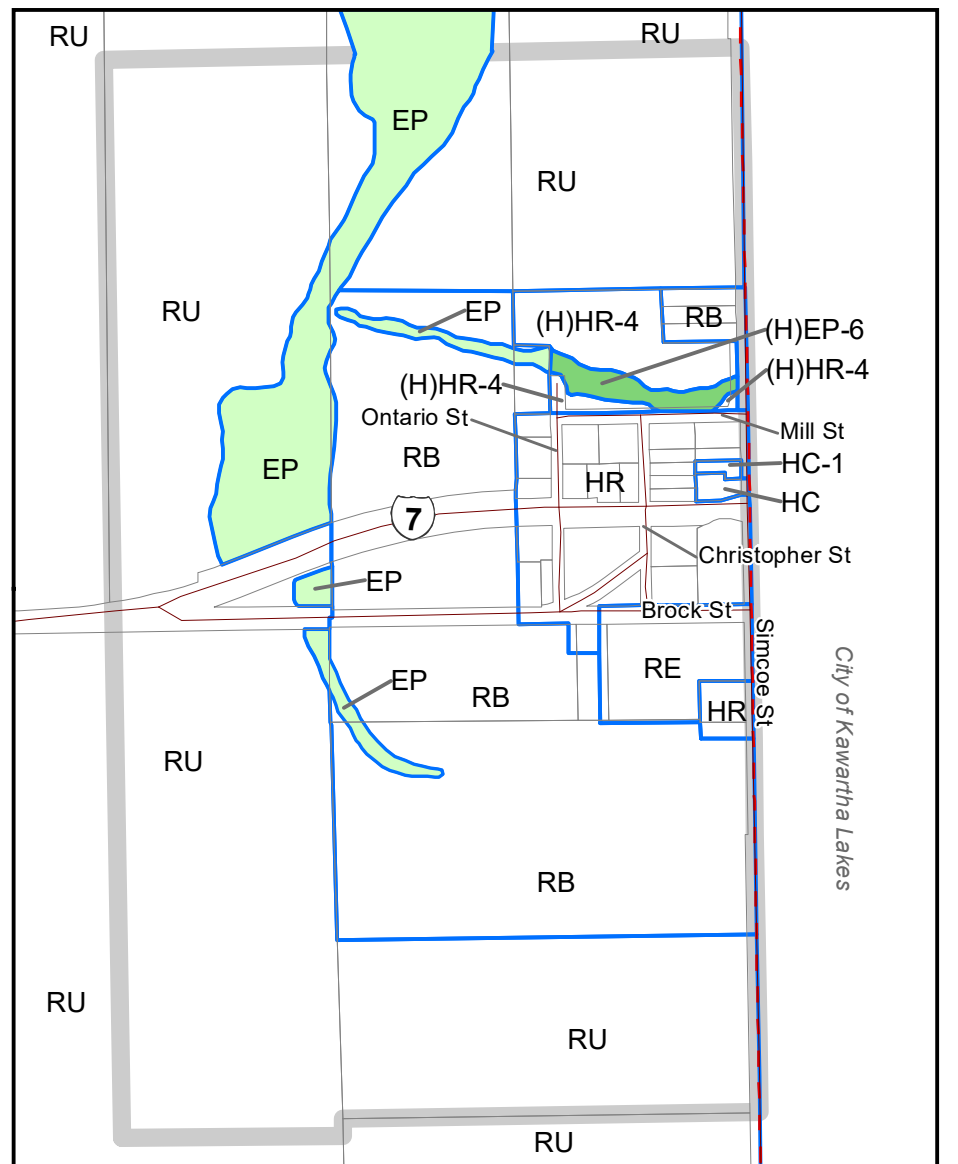 RU
RU
EP
RU
RU
EP
(H)HR-4
RB
(H)EP-6
(H)HR-4
(H)HR-4
Ontario St
Mill St
RB
HC-1
EP
HR
HC
7
Christopher St
EP
Brock St
Simcoe St
City of Kawartha Lakes
RE
EP
RB
HR
RU
RB
RU
RU
RU